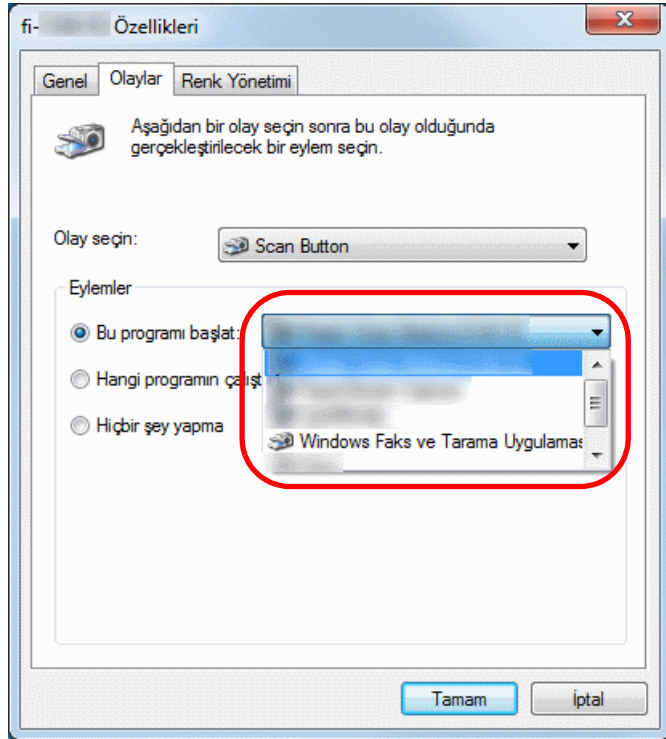 fi- Özellikleri
Genel Olaylar Renk Yönetimi
Aşağıdan bir olay seçin sonra bu olay olduğunda
gerçekleştirilecek bir eylem seçin.
Olay seçin: Scan Button
Eylemler
Bu programı başlat:
Hangi programın çalışt
Windows Faks ve Tarama Uygulamas
Hiçbir şey yapma
Tamam İptal